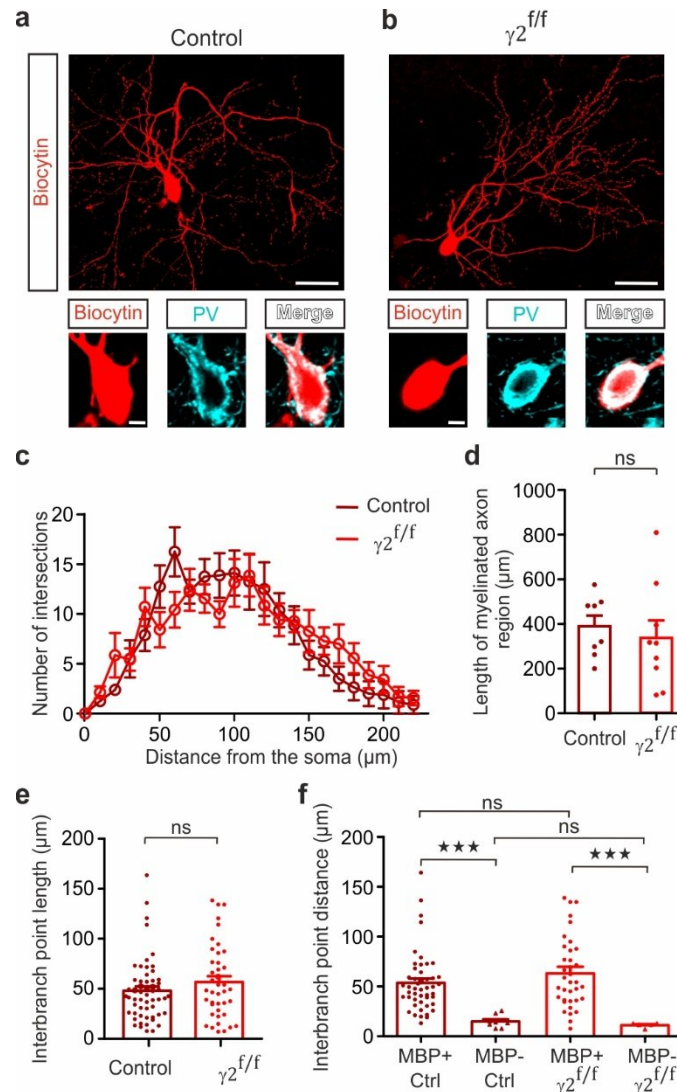 a
b
Control
γ2f/f
Biocytin
Biocytin
PV
Merge
Biocytin
PV
Merge
c
d
20
15
10
5
0
Number of intersections
Control
γ2f/f
0
50
100
150
200
Distance from the soma (µm)
ns
1000
800
600
400
200
0
Length of myelinated axon
region (µm)
Control
γ2f/f
e
f
ns
200
150
100
50
0
Interbranch point length (µm)
Control
γ2f/f
ns
ns
★★★
★★★
200
150
100
50
0
Interbranch point distance (µm)
MBP+
Ctrl
MBP-
Ctrl
MBP+
γ2f/f
MBP-
γ2f/f